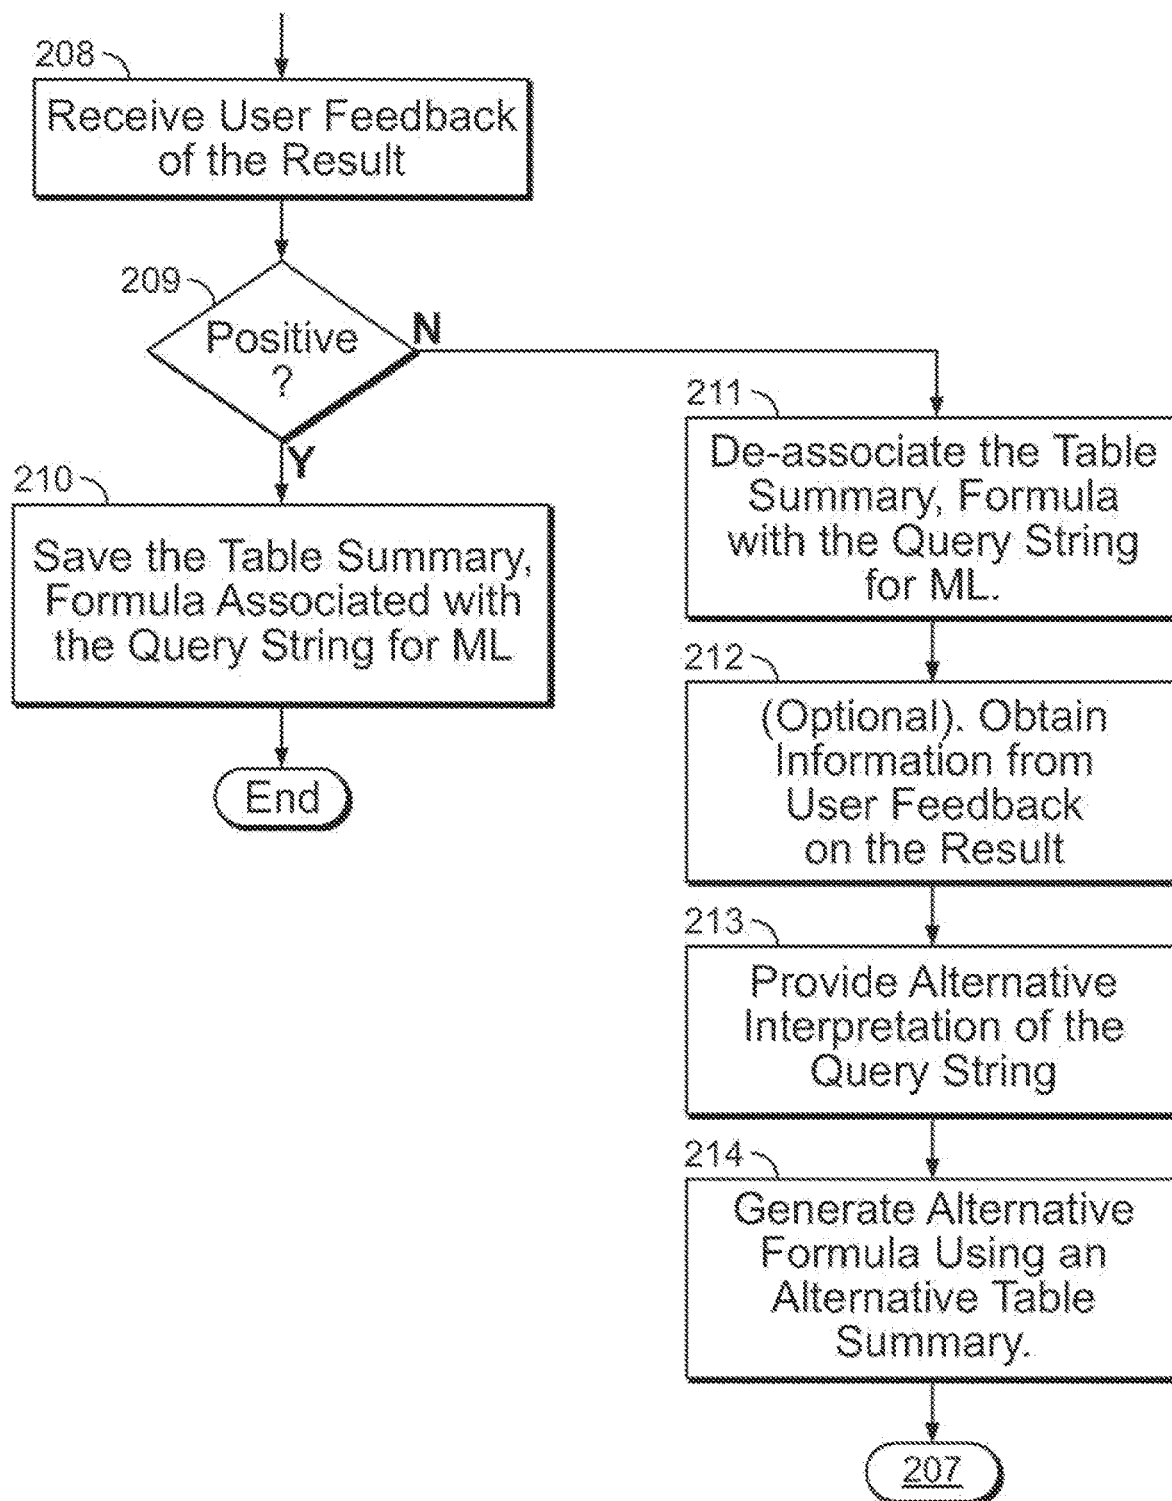 208
Receive User Feedback
of the Result
209
Positive
?
N
Y
210
Save the Table Summary,
Formula Associated with
the Query String for ML
End
211
De-associate the Table
Summary, Formula
with the Query String
for ML.
212
(Optional). Obtain
Information from
User Feedback
on the Result
213
Provide Alternative
Interpretation of the
Query String
214
Generate Alternative
Formula Using an
Alternative Table
Summary.
207